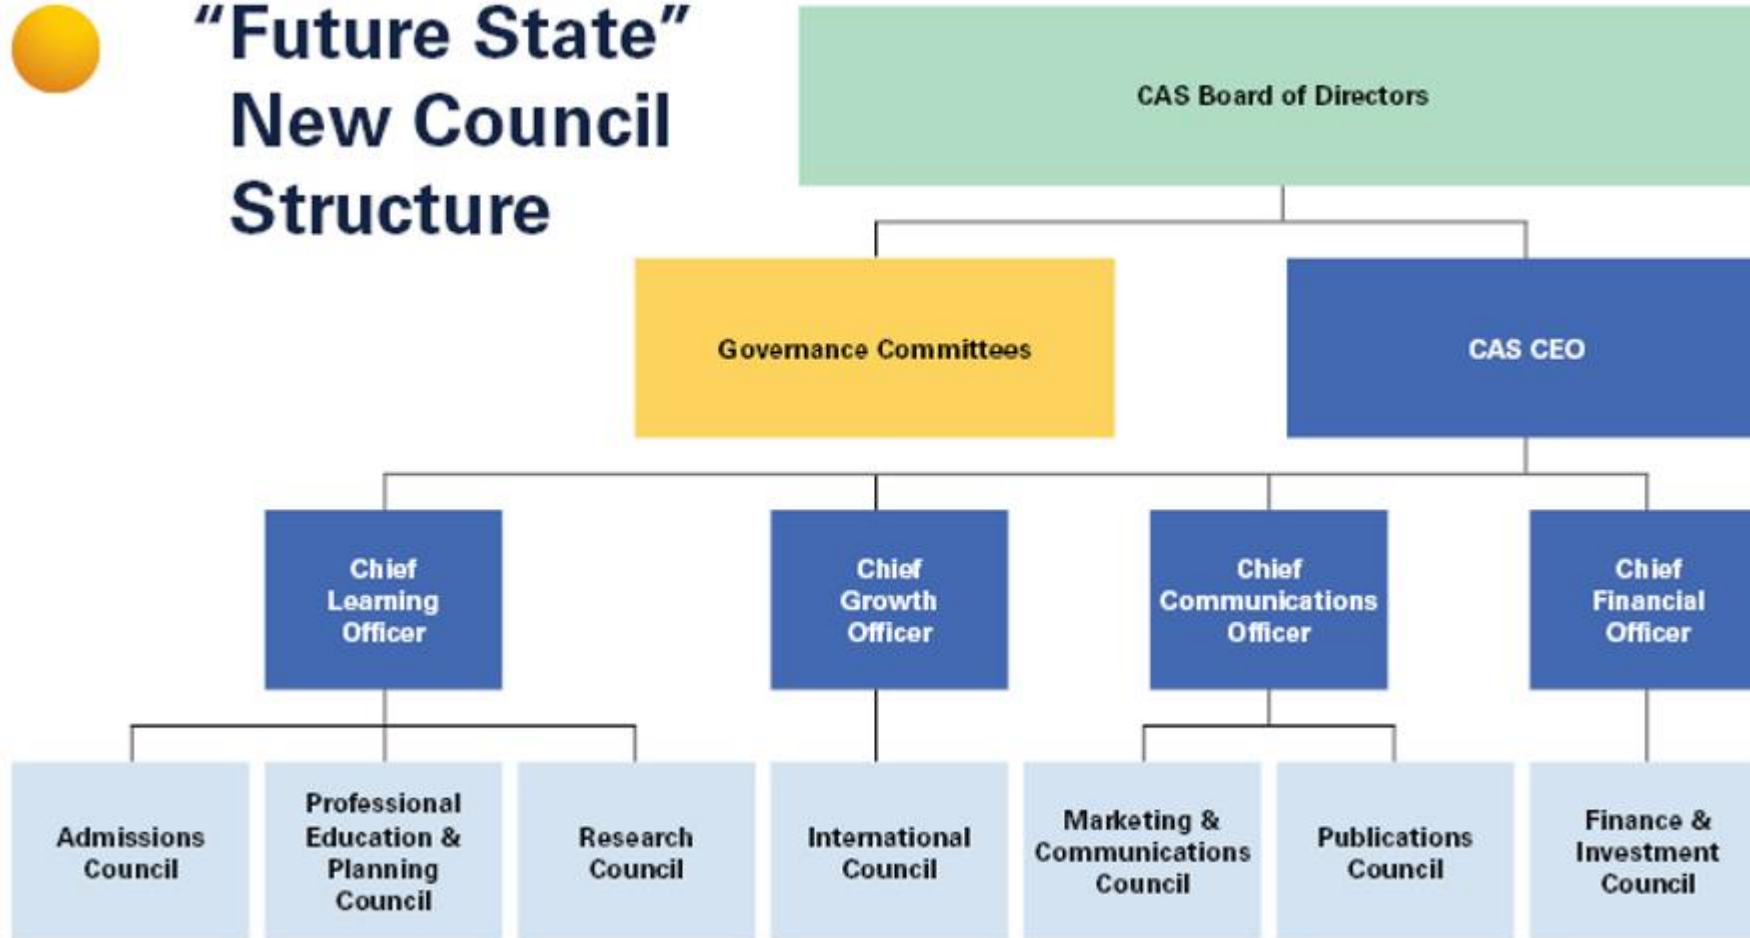 “Future State”
New Council
Structure
CAS Board of Directors
Governance Committees
CAS CEO
Chief
Learning
Officer
Chief
Growth
Officer
Chief
Communications
Officer
Chief
Financial
Officer
Admissions
Council
Professional
Education &
Planning
Council
Research
Council
International
Council
Marketing &
Communications
Council
Publications
Council
Finance &
Investment
Council